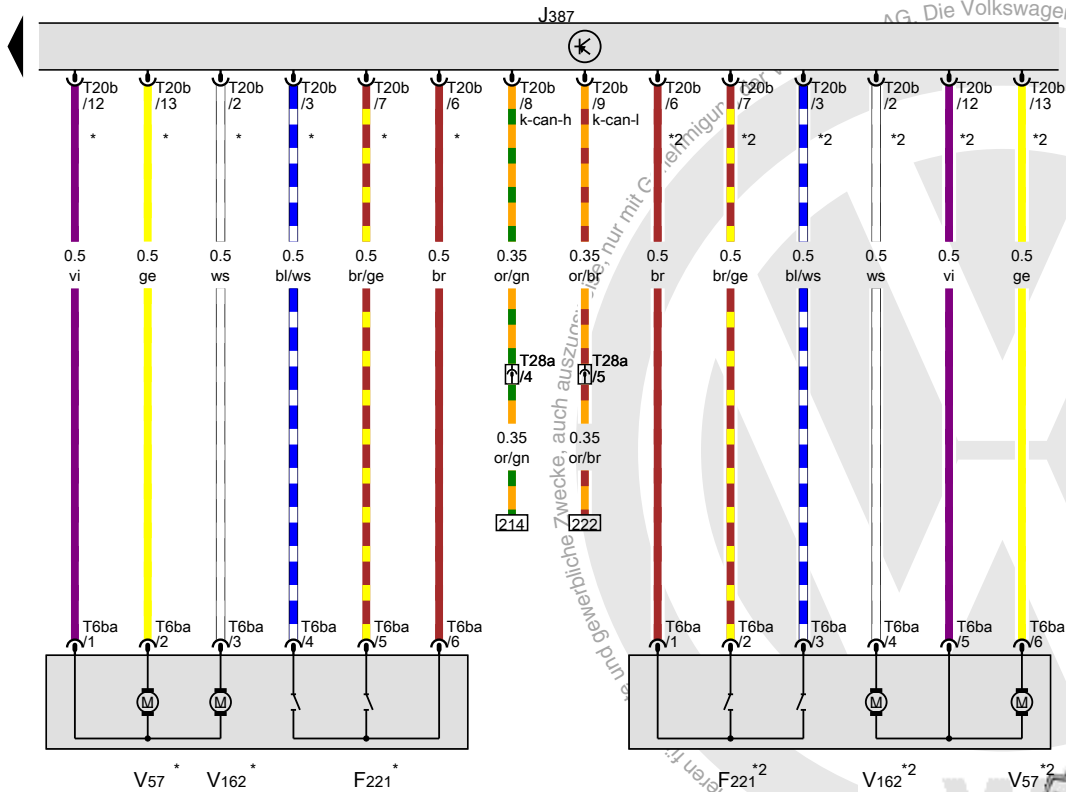 J387
AG. Die Volkswagen
T20b /12 T20b /13 T20b /2 T20b /3 T20b /7 T20b /6 T20b /8 T20b /9 T20b /6 T20b /7 T20b /3 T20b /2 T20b /12 T20b /13
* * * * * * k-can-h k-can-l *2 *2 *2 *2 *2 *2
0.5 0.5 0.5 0.5 0.5 0.5 0.35 0.35 0.5 0.5 0.5 0.5 0.5 0.5
vi ge ws bl/ws br/ge br or/gn or/br br br/ge bl/ws ws vi ge
T28a /4 T28a /5
0.35 0.35
or/gn or/br
214 222
T6ba /1 T6ba /2 T6ba /3 T6ba /4 T6ba /5 T6ba /6 T6ba /1 T6ba /2 T6ba /3 T6ba /4 T6ba /5 T6ba /6
M M M M
V57 * V162 * F221 * F221 *2 V162 *2 V57 *2
und gewerbliche Zwecke, auch
nur mit